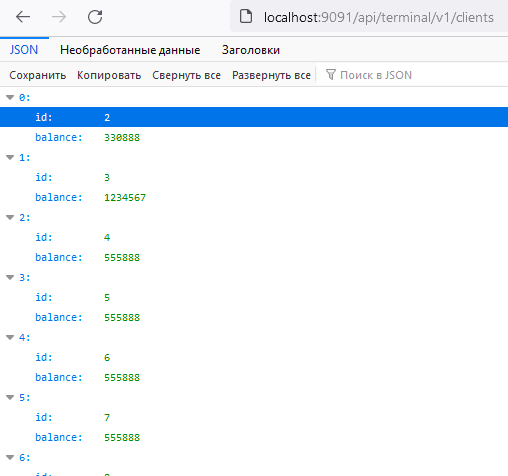 localhost:9091/api/terminal/v1/clients
JSON Необработанные данные Заголовки
Сохранить Копировать Свернуть все Развернуть все Поиск в JSON
0:
id: 2
balance: 330888
1:
id: 3
balance: 1234567
2:
id: 4
balance: 555888
3:
id: 5
balance: 555888
4:
id: 6
balance: 555888
5:
id: 7
balance: 555888
6: